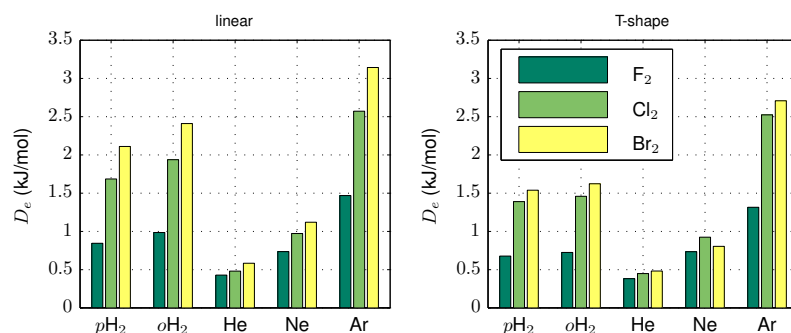 linear
3.5
3
2.5
2
1.5
1
0.5
0
D_e (kJ/mol)
pH₂ oH₂ He Ne Ar
T-shape
3.5
3
2.5
2
1.5
1
0.5
0
D_e (kJ/mol)
F₂
Cl₂
Br₂
pH₂ oH₂ He Ne Ar